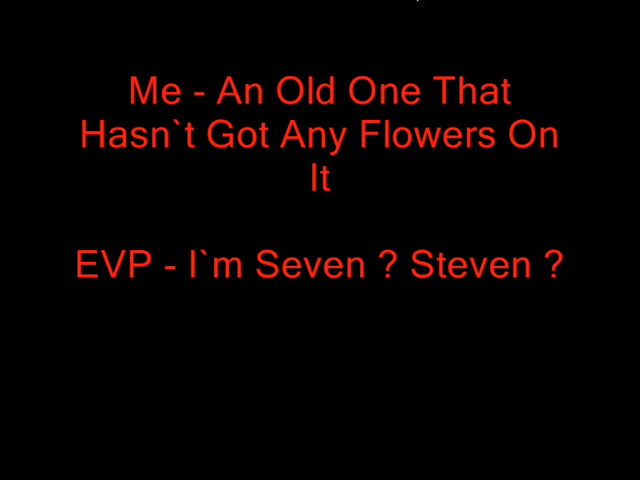 Me - An Old One That
Hasn`t Got Any Flowers On
It
EVP - I`m Seven ? Steven ?